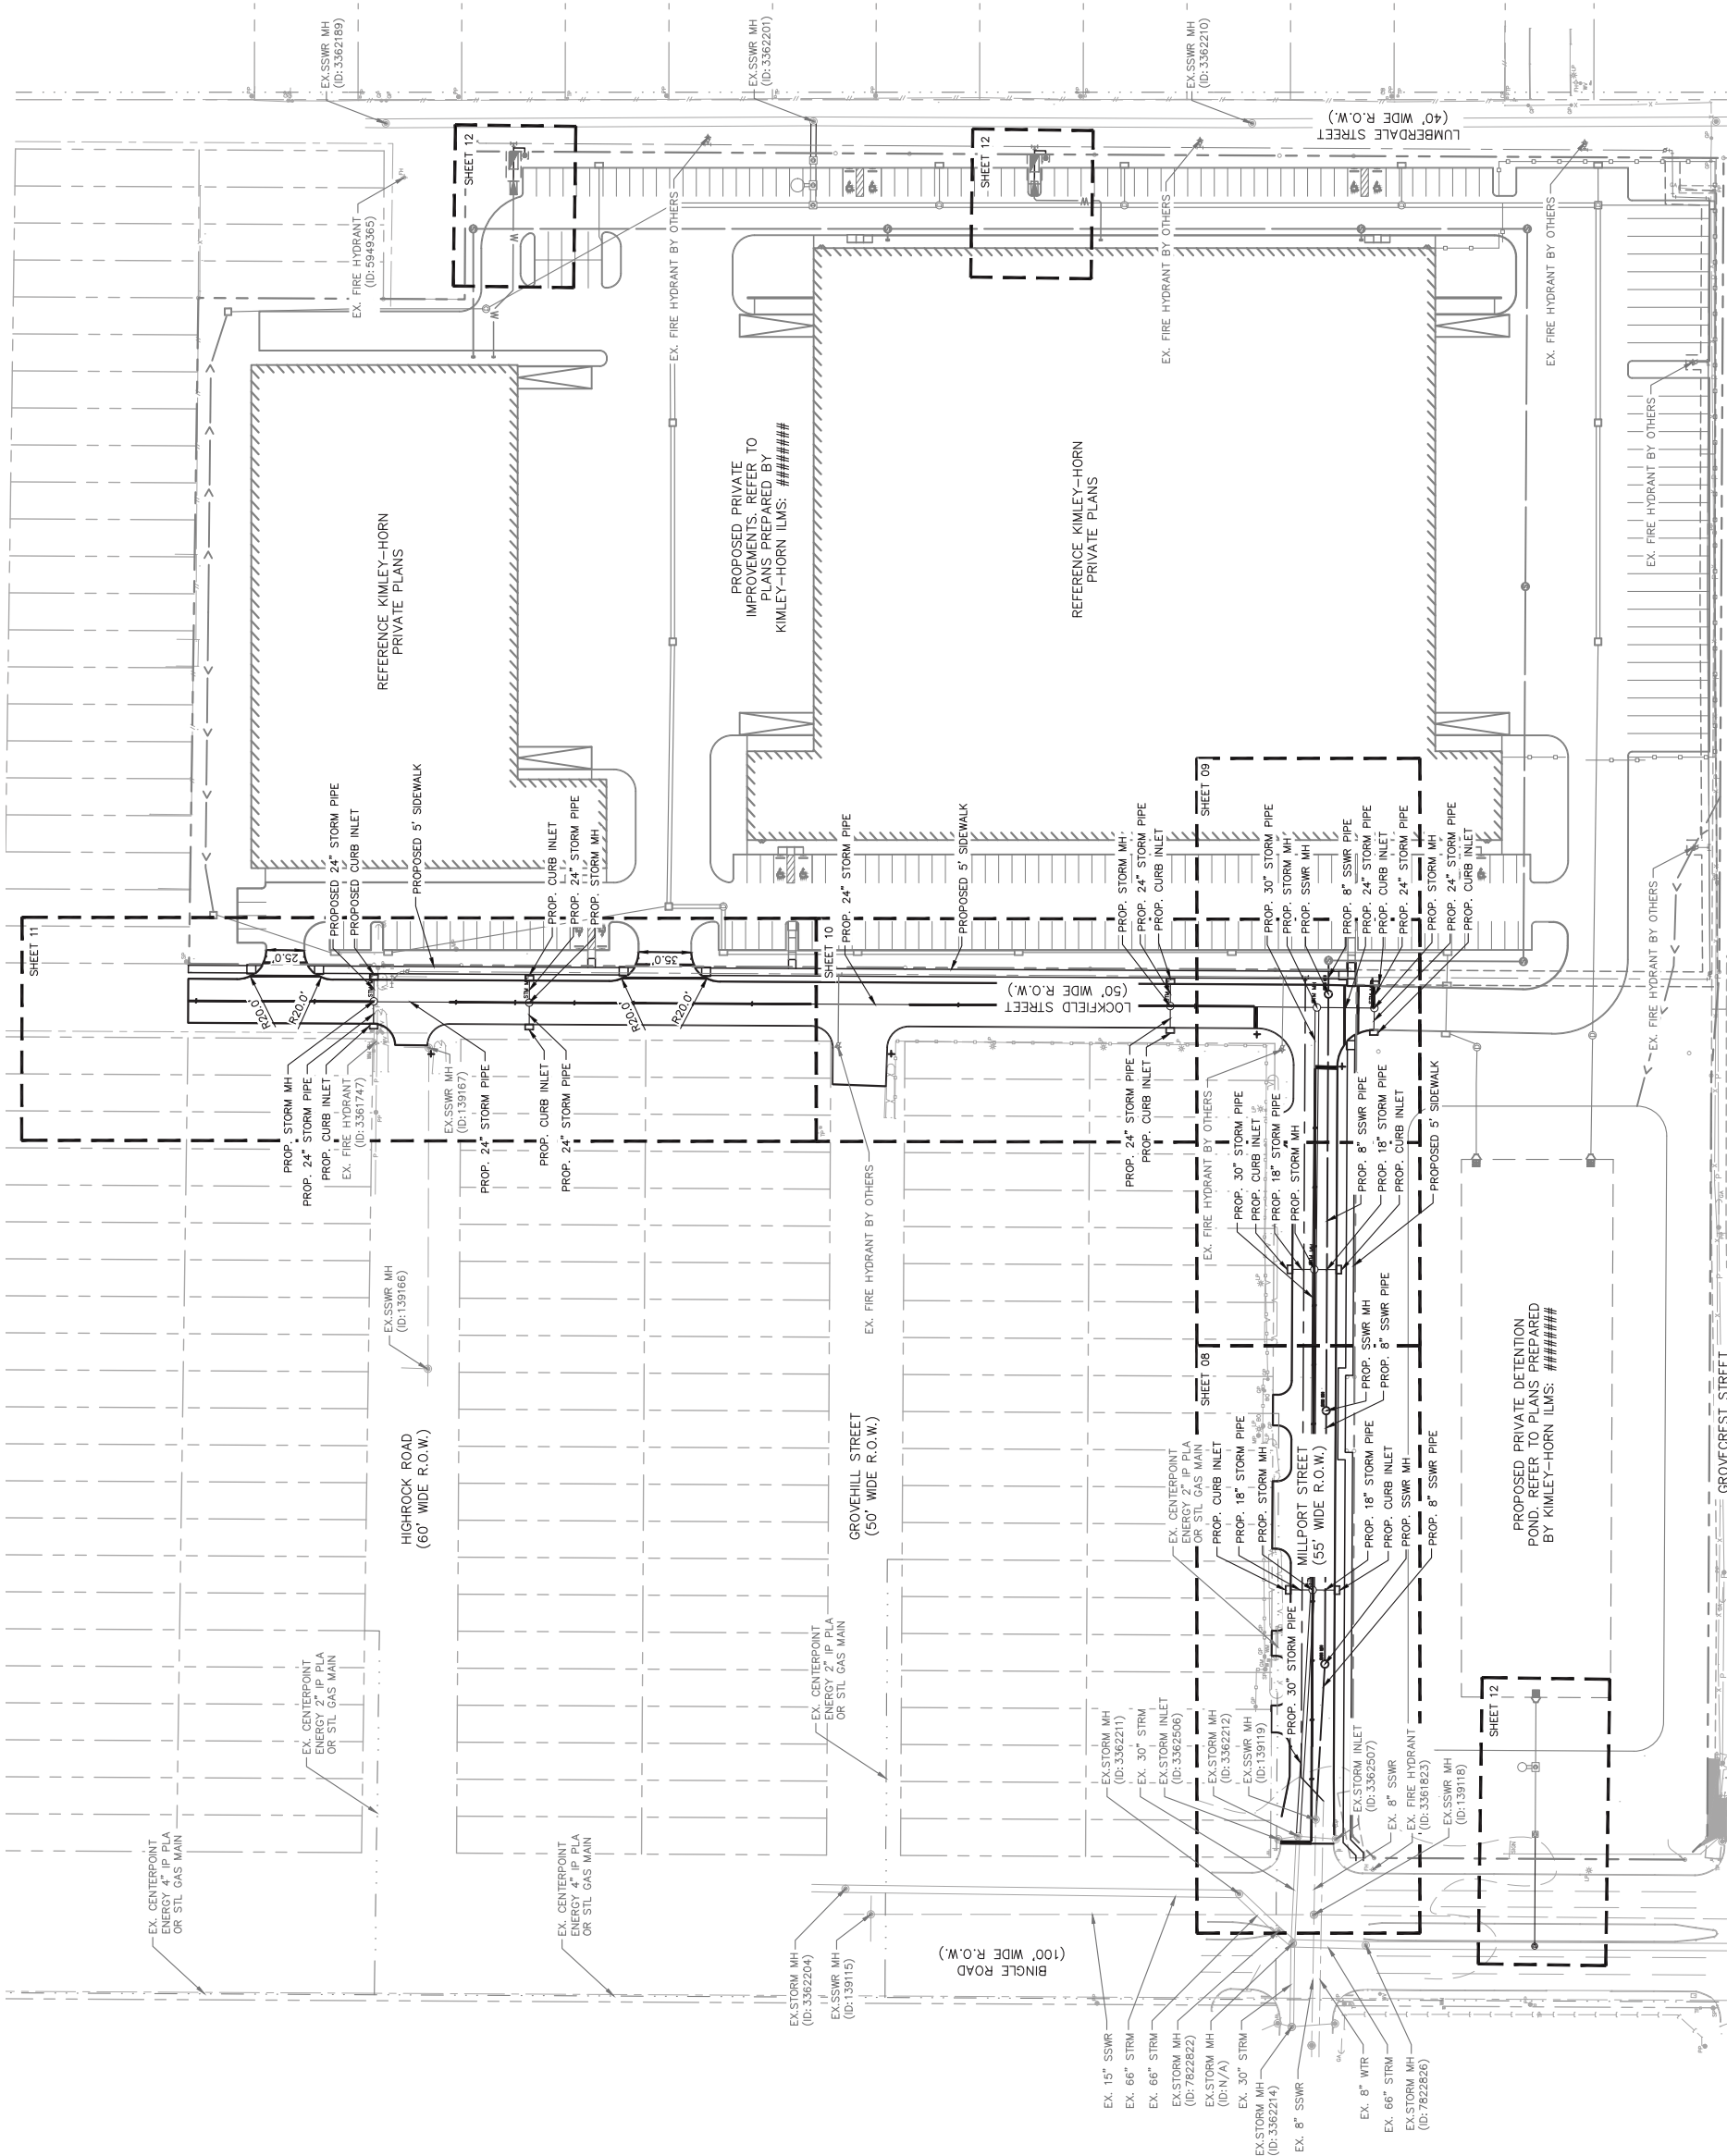 EX.SSWR MH
(ID:3362189)
EX.SSWR MH
(ID:3362201)
EX.SSWR MH
(ID:3362210)
LUMBERDALE STREET
(40' WIDE R.O.W.)
SHEET 12
SHEET 12
EX. FIRE HYDRANT
(ID:5949365)
EX. FIRE HYDRANT BY OTHERS
EX. FIRE HYDRANT BY OTHERS
EX. FIRE HYDRANT BY OTHERS
EX. FIRE HYDRANT BY OTHERS
REFERENCE KIMLEY-HORN
PRIVATE PLANS
PROPOSED PRIVATE
IMPROVEMENTS. REFER TO
PLANS PREPARED BY
KIMLEY-HORN ILMS: ########
REFERENCE KIMLEY-HORN
PRIVATE PLANS
SHEET 11
PROPOSED 24" STORM PIPE
PROPOSED CURB INLET
PROPOSED 5' SIDEWALK
PROP. CURB INLET
PROP. 24" STORM PIPE
PROP. STORM MH
SHEET 10
PROP. 24" STORM PIPE
PROPOSED 5' SIDEWALK
PROP. STORM MH
PROP. 24" STORM PIPE
PROP. CURB INLET
SHEET 09
PROP. 30" STORM PIPE
PROP. STORM MH
PROP. SSWR MH
PROP. 8" SSWR PIPE
PROP. 24" STORM PIPE
PROP. CURB INLET
PROP. 24" STORM PIPE
PROP. STORM MH
PROP. 24" STORM PIPE
PROP. CURB INLET
EX. FIRE HYDRANT BY OTHERS
25.0'
35.0'
R20.0'
R20.0'
R20.0'
R20.0'
LOCKFIELD STREET
(50' WIDE R.O.W.)
PROP. STORM MH
PROP. 24" STORM PIPE
PROP. CURB INLET
EX. FIRE HYDRANT
(ID:3361747)
EX.SSWR MH
(ID:139167)
PROP. 24" STORM PIPE
PROP. CURB INLET
PROP. 24" STORM PIPE
EX. FIRE HYDRANT BY OTHERS
PROP. 24" STORM PIPE
PROP. CURB INLET
EX. FIRE HYDRANT BY OTHERS
PROP. 30" STORM PIPE
PROP. CURB INLET
PROP. 18" STORM PIPE
PROP. STORM MH
PROP. 8" SSWR PIPE
PROP. 18" STORM PIPE
PROP. CURB INLET
PROPOSED 5' SIDEWALK
EX.SSWR MH
(ID:139166)
HIGHROCK ROAD
(60' WIDE R.O.W.)
GROVEHILL STREET
(50' WIDE R.O.W.)
SHEET 08
PROP. SSWR MH
PROP. 8" SSWR PIPE
EX. CENTERPOINT
ENERGY 2" IP PLA
OR STL GAS MAIN
PROP. CURB INLET
PROP. 18" STORM PIPE
PROP. STORM MH
MILLPORT STREET
(55' WIDE R.O.W.)
PROP. 18" STORM PIPE
PROP. CURB INLET
PROP. SSWR MH
PROP. 8" SSWR PIPE
PROP. 30" STORM PIPE
PROPOSED PRIVATE DETENTION
POND. REFER TO PLANS PREPARED
BY KIMLEY-HORN ILMS: ########
GROVECREST STREET
SHEET 12
EX. CENTERPOINT
ENERGY 2" IP PLA
OR STL GAS MAIN
EX. CENTERPOINT
ENERGY 2" IP PLA
OR STL GAS MAIN
EX. CENTERPOINT
ENERGY 4" IP PLA
OR STL GAS MAIN
EX. CENTERPOINT
ENERGY 4" IP PLA
OR STL GAS MAIN
EX.STORM MH
(ID:3362211)
EX. 30" STRM
EX.STORM INLET
(ID:3362506)
EX.STORM MH
(ID:3362212)
EX.SSWR MH
(ID:139119)
EX.STORM INLET
(ID:3362507)
EX. 8" SSWR
EX. FIRE HYDRANT
(ID:3361823)
EX.SSWR MH
(ID:139118)
EX.STORM MH
(ID:3362204)
EX.SSWR MH
(ID:139115)
BINGLE ROAD
(100' WIDE R.O.W.)
EX. 15" SSWR
EX. 66" STRM
EX. 66" STRM
EX.STORM MH
(ID:7822822)
EX.STORM MH
(ID:N/A)
EX. 30" STRM
EX.STORM MH
(ID:3362214)
EX. 8" SSWR
EX. 8" WTR
EX. 66" STRM
EX.STORM MH
(ID:7822826)